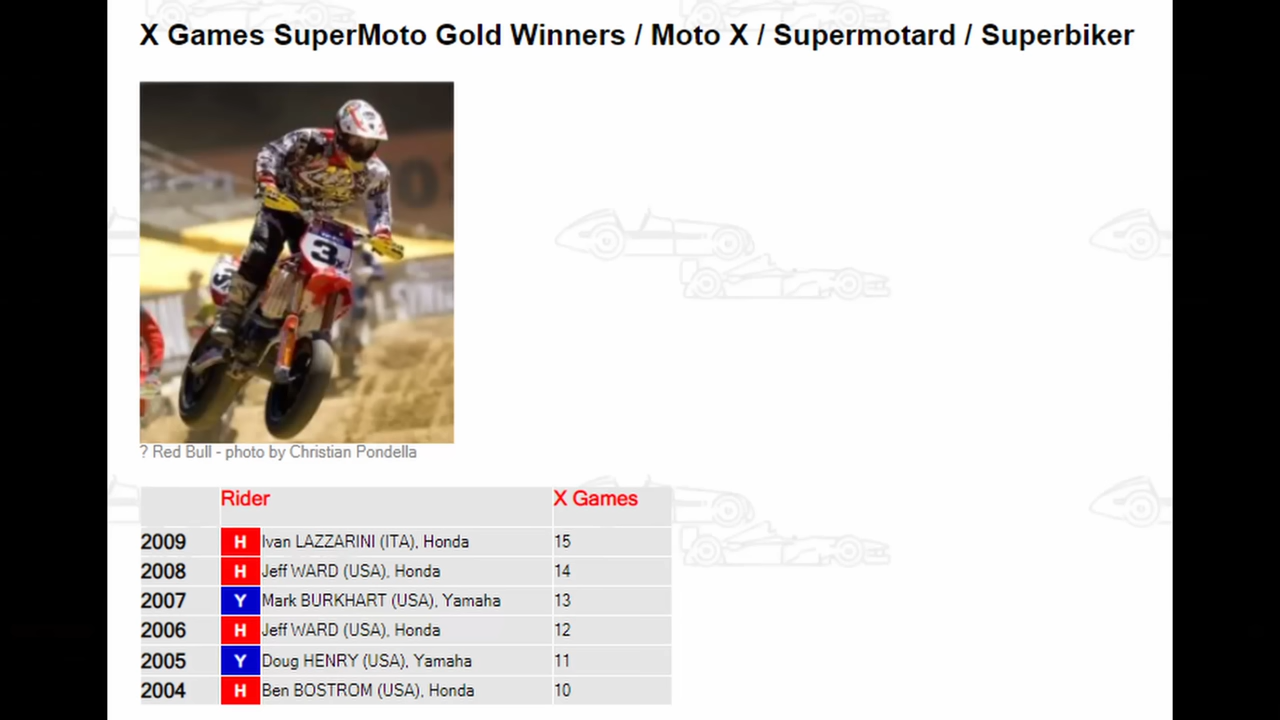 X Games SuperMoto Gold Winners / Moto X / Supermotard / Superbiker
3
? Red Bull - photo by Christian Pondella
Rider X Games
2009 H Ivan LAZZARINI (ITA), Honda 15
2008 H Jeff WARD (USA), Honda 14
2007 Y Mark BURKHART (USA), Yamaha 13
2006 H Jeff WARD (USA), Honda 12
2005 Y Doug HENRY (USA), Yamaha 11
2004 H Ben BOSTROM (USA), Honda 10